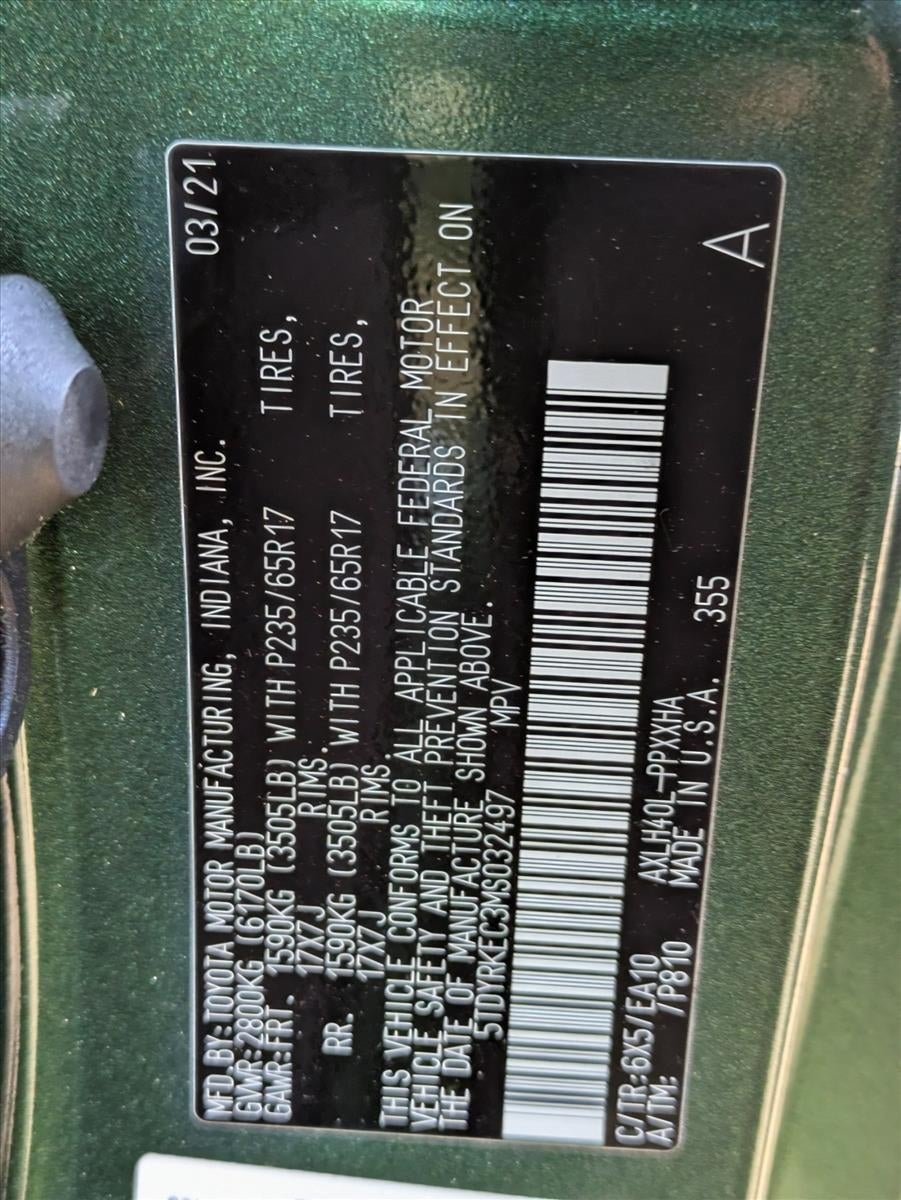 MFD.BY:TOYOTA MOTOR MANUFACTURING, INDIANA, INC. 03/21
GVWR:2800KG (6170LB)
GAWR:FRT. 1590KG (3505LB) WITH P235/65R17 TIRES,
17X7J RIMS.
RR. 1590KG (3505LB) WITH P235/65R17 TIRES,
17X7J RIMS
THIS VEHICLE CONFORMS TO ALL APPLICABLE FEDERAL MOTOR
VEHICLE SAFETY AND THEFT PREVENTION STANDARDS IN EFFECT ON
THE DATE OF MANUFACTURE SHOWN ABOVE.
5TDYRKEC3MS032497 MPV
C/TR:6X5/EA10 AXLH40L-PPXXHA
A/TM: /P810 MADE IN U.S.A. 355 A